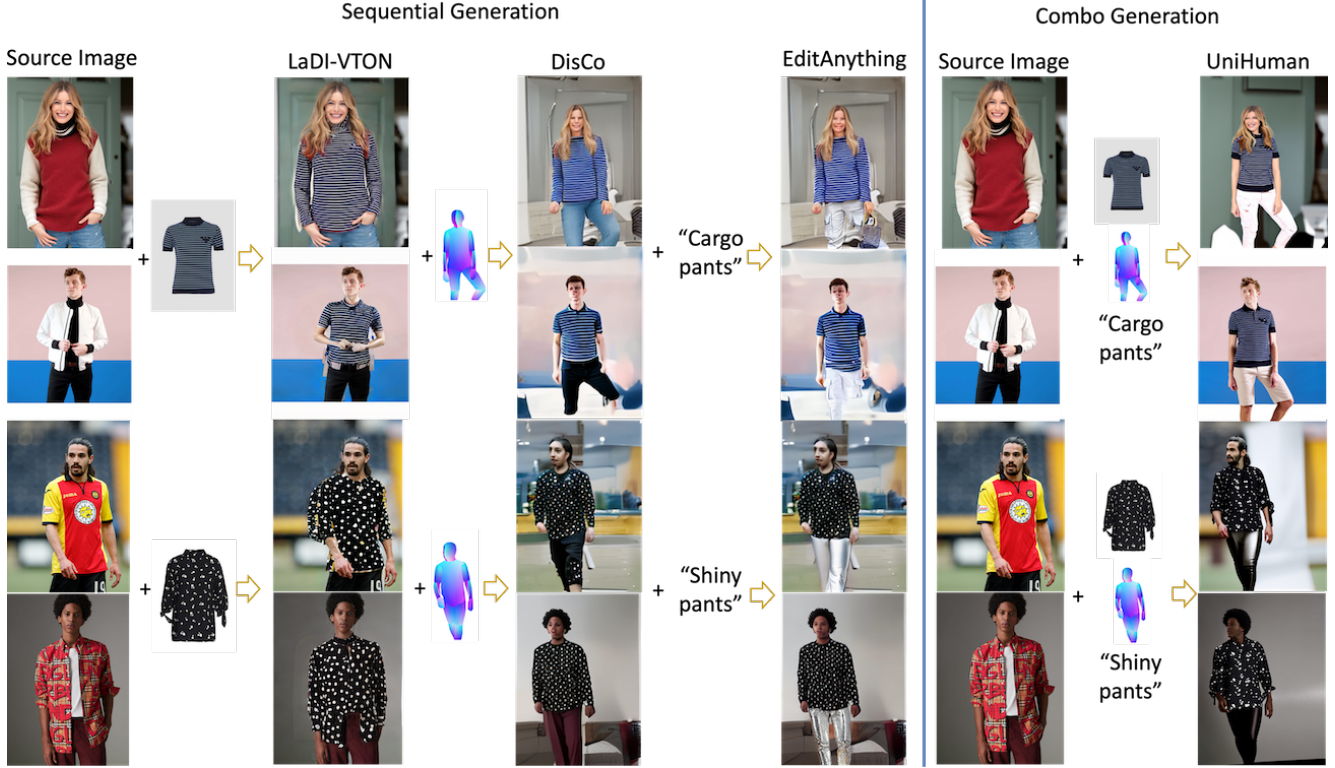 Sequential Generation
Combo Generation
Source Image
LaDI-VTON
DisCo
EditAnything
Source Image
UniHuman
+
+
+
"Cargo
pants"
+
"Cargo
pants"
+
+
+
"Shiny
pants"
+
"Shiny
pants"